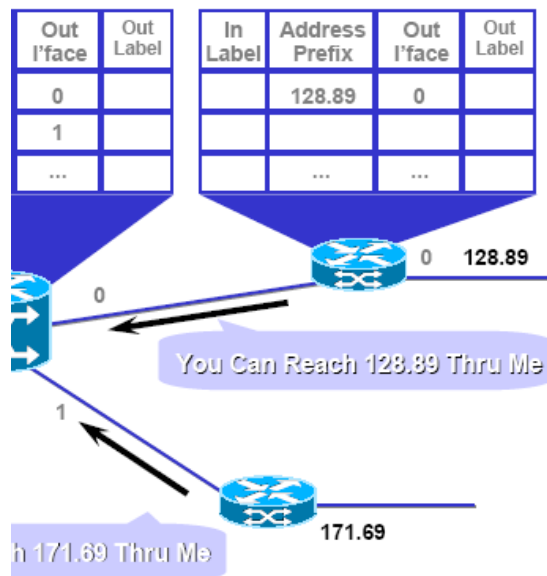 Out I'face
Out Label
0
1
...
In Label
Address Prefix
Out I'face
Out Label
128.89
0
...
...
0
128.89
0
You Can Reach 128.89 Thru Me
1
171.69
171.69 Thru Me